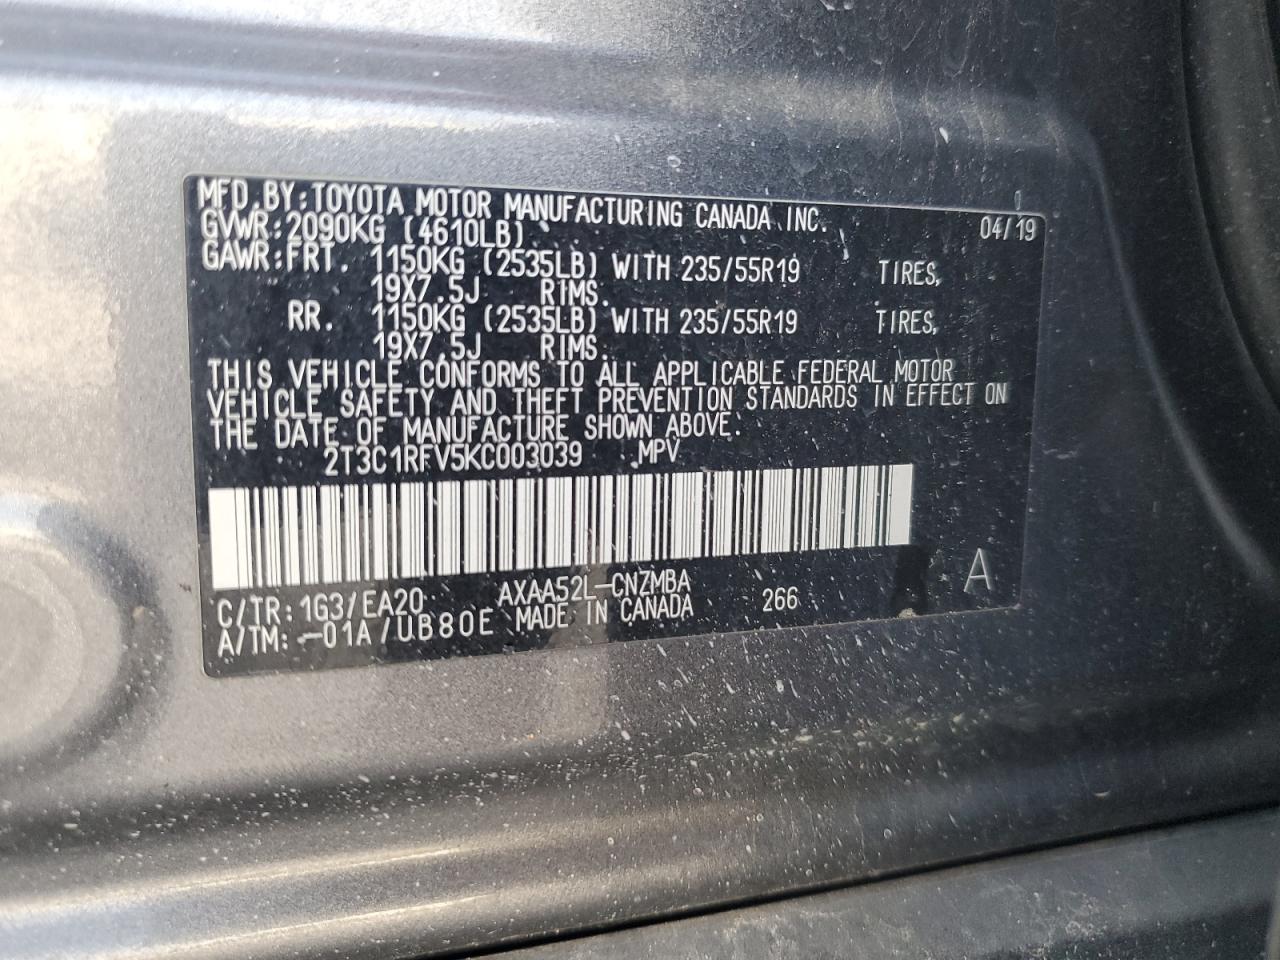 MFD.BY:TOYOTA MOTOR MANUFACTURING CANADA INC. 04/19
GVWR:2090KG (4610LB)
GAWR:FRT. 1150KG (2535LB) WITH 235/55R19 TIRES,
19X7.5J RIMS.
RR. 1150KG (2535LB) WITH 235/55R19 TIRES,
19X7.5J RIMS.
THIS VEHICLE CONFORMS TO ALL APPLICABLE FEDERAL MOTOR
VEHICLE SAFETY AND THEFT PREVENTION STANDARDS IN EFFECT ON
THE DATE OF MANUFACTURE SHOWN ABOVE.
2T3C1RFV5KC003039 MPV
C/TR:1G3/EA20 AXAA52L-CNZMBA
A/TM:-01A/UB80E MADE IN CANADA 266 A